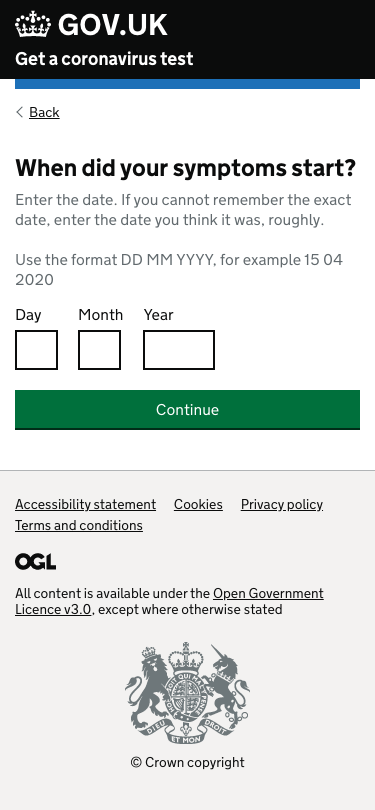 GOV.UK
Get a coronavirus test
Back
When did your symptoms start?
Enter the date. If you cannot remember the exact
date, enter the date you think it was, roughly.
Use the format DD MM YYYY, for example 15 04
2020
Day Month Year
Continue
Accessibility statement Cookies Privacy policy
Terms and conditions
OGL
All content is available under the Open Government
Licence v3.0, except where otherwise stated
DIEU ET MON DROIT
© Crown copyright